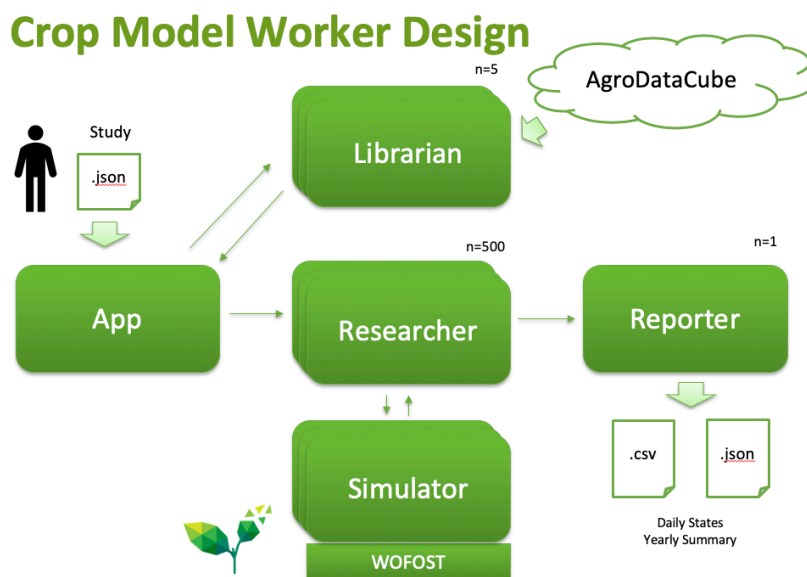 Crop Model Worker Design
n=5
AgroDataCube
Study
.json
Librarian
n=500
n=1
App
Researcher
Reporter
Simulator
.csv
.json
WOFOST
Daily States
Yearly Summary